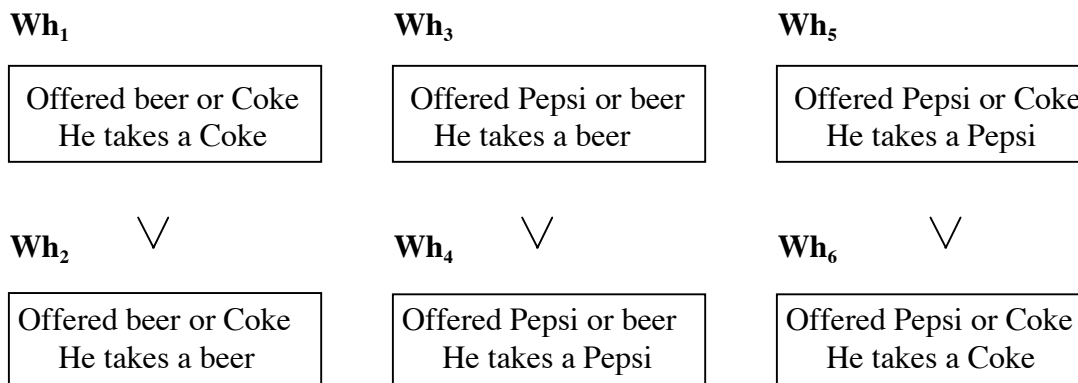 Wh₁
Wh₃
Wh₅
Offered beer or Coke
He takes a Coke
Offered Pepsi or beer
He takes a beer
Offered Pepsi or Coke
He takes a Pepsi
Wh₂
Wh₄
Wh₆
Offered beer or Coke
He takes a beer
Offered Pepsi or beer
He takes a Pepsi
Offered Pepsi or Coke
He takes a Coke